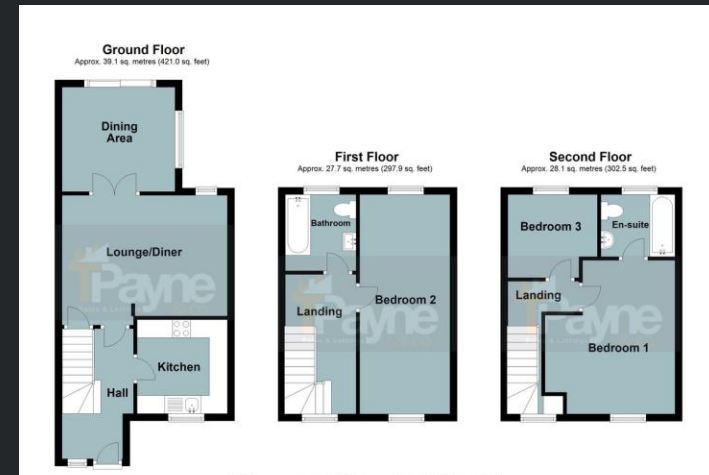 Ground Floor
Approx. 39.1 sq. metres (421.0 sq. feet)
Dining
Area
Lounge/Diner
Payne
Kitchen
Hall
First Floor
Approx. 27.7 sq. metres (297.9 sq. feet)
Bathroom
Landing
Bedroom 2
Payne
Second Floor
Approx. 28.1 sq. metres (302.5 sq. feet)
Bedroom 3
En-suite
Landing
Bedroom 1
Payne